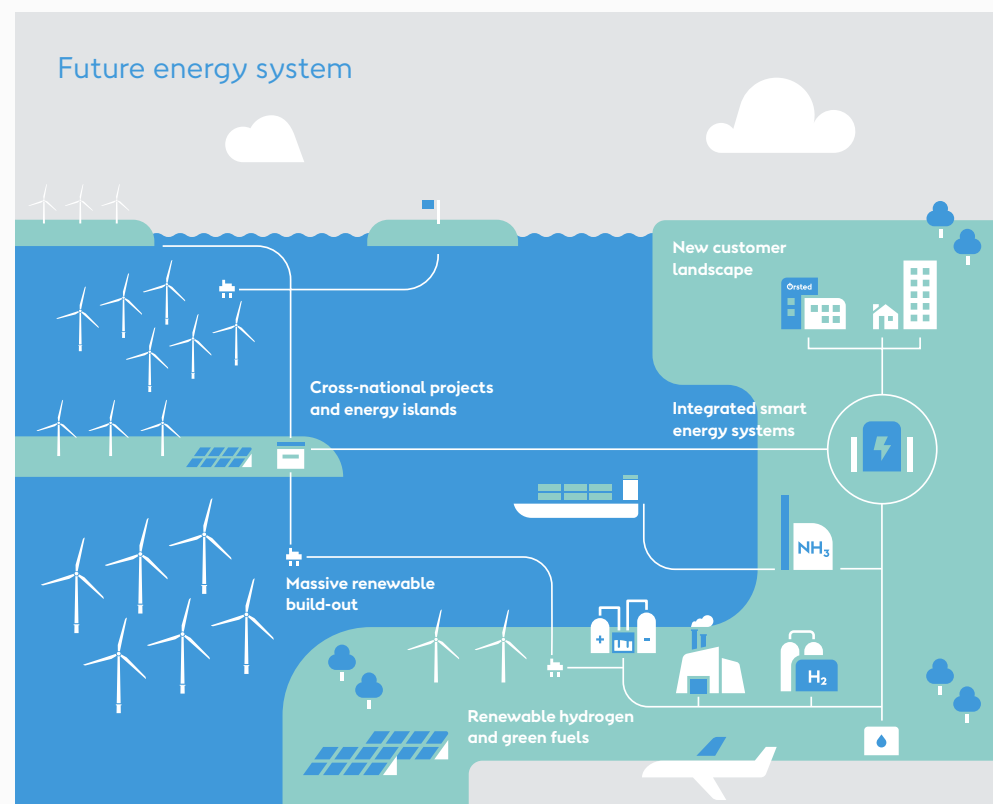 Future energy system
New customer
landscape
Ørsted
Cross-national projects
and energy islands
Integrated smart
energy systems
NH₃
Massive renewable
build-out
+ -
H₂
Renewable hydrogen
and green fuels